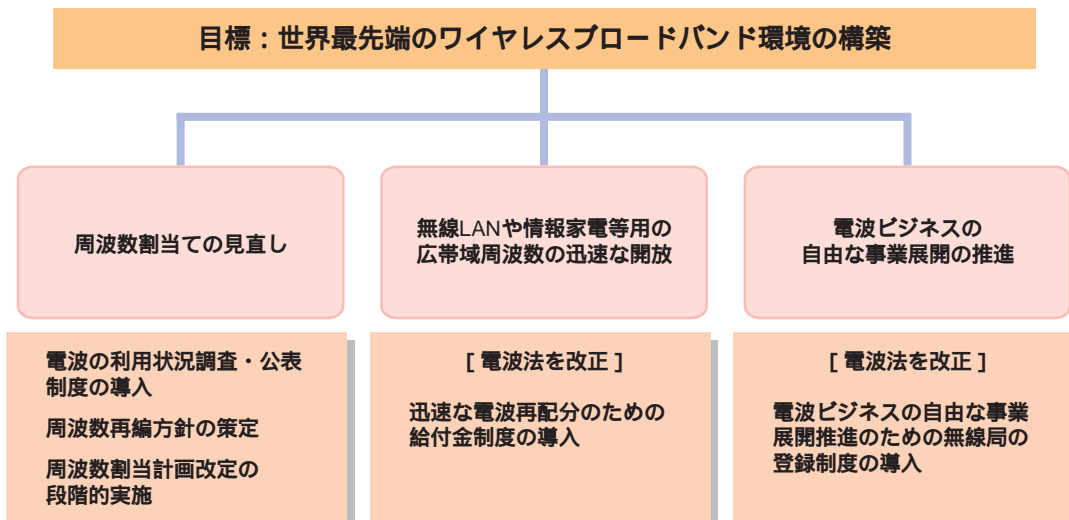 目標：世界最先端のワイヤレスブロードバンド環境の構築
周波数割当ての見直し
無線LANや情報家電等用の
広帯域周波数の迅速な開放
電波ビジネスの
自由な事業展開の推進
電波の利用状況調査・公表
制度の導入
周波数再編方針の策定
周波数割当計画改定の
段階的実施
[ 電波法を改正 ]
迅速な電波再配分のための
給付金制度の導入
[ 電波法を改正 ]
電波ビジネスの自由な事業
展開推進のための無線局の
登録制度の導入